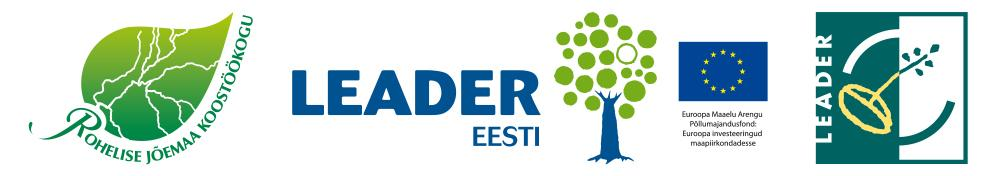 ROHELISE JÕEMAA KOOSTÖÖKOGU
LEADER
EESTI
Euroopa Maaelu Arengu
Põllumajandusfond:
Euroopa investeeringud
maapiirkondadesse
LEADER